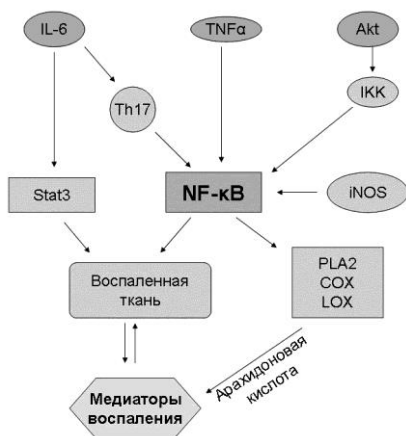 IL-6
TNFα
Akt
Th17
IKK
Stat3
NF-κB
iNOS
Воспаленная
ткань
PLA2
COX
LOX
Арахидоновая
кислота
Медиаторы
воспаления